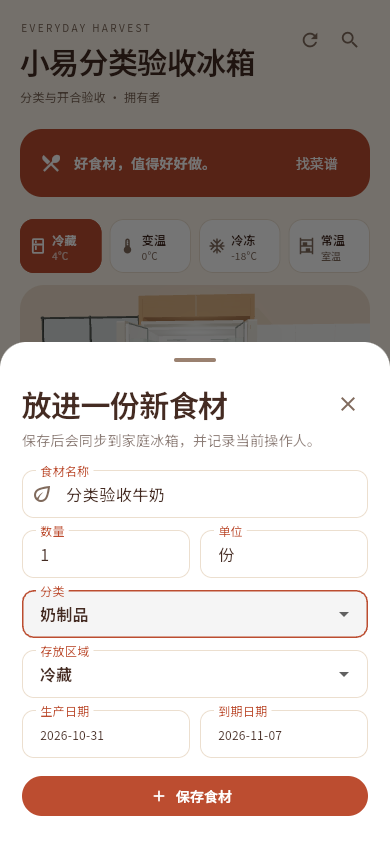 EVERYDAY HARVEST
小易分类验收冰箱
分类与开合验收 · 拥有者
好食材，值得好好做。 找菜谱
冷藏 变温 冷冻 常温
4°C 0°C -18°C 室温
放进一份新食材
保存后会同步到家庭冰箱，并记录当前操作人。
食材名称
分类验收牛奶
数量 单位
1 份
分类
奶制品
存放区域
冷藏
生产日期 到期日期
2026-10-31 2026-11-07
保存食材